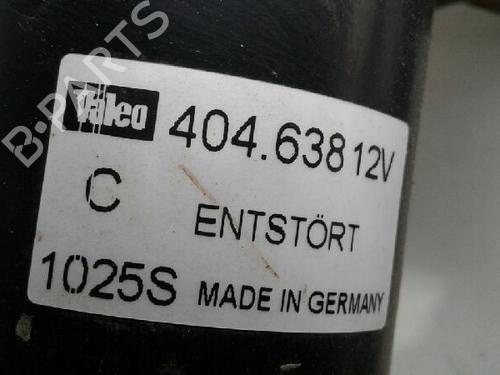 B-PARTS
Valeo 404.638 12V
C ENTSTÖRT
1025S MADE IN GERMANY